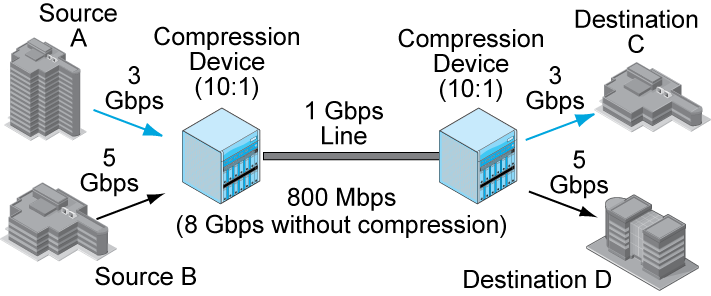 Source
A
3
Gbps
5
Gbps
Source B
Compression
Device
(10:1)
1 Gbps
Line
800 Mbps
(8 Gbps without compression)
Compression
Device
(10:1)
3
Gbps
5
Gbps
Destination
C
Destination D